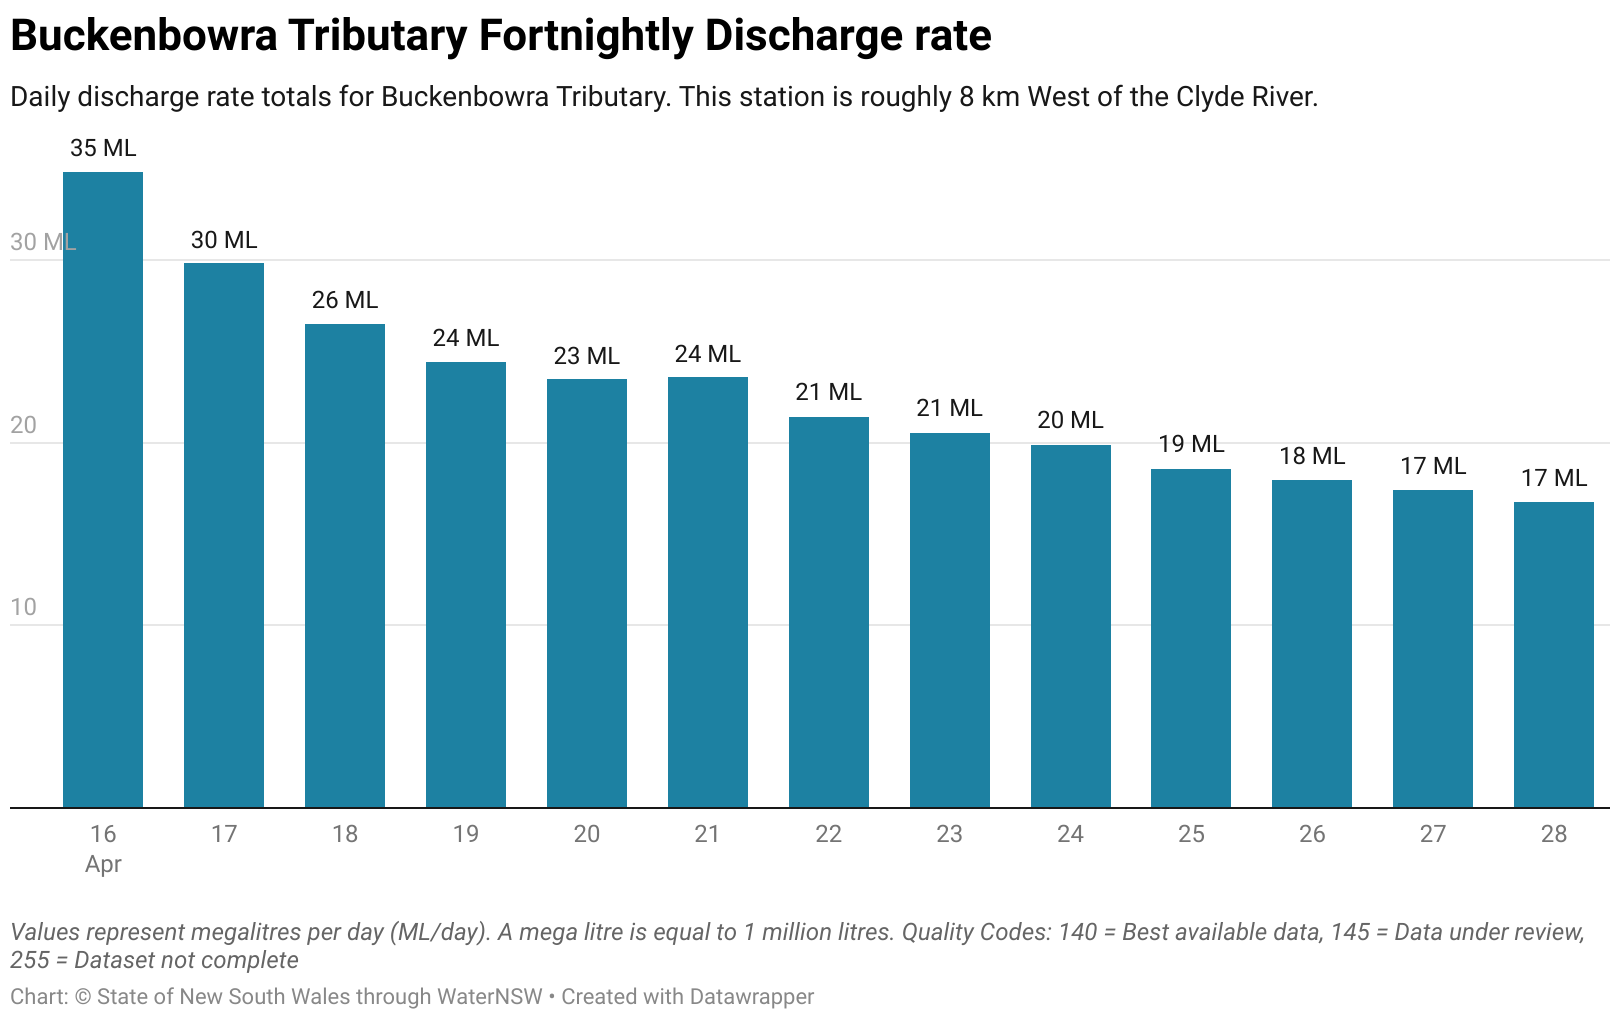 Buckenbowra Tributary Fortnightly Discharge rate
Daily discharge rate totals for Buckenbowra Tributary. This station is roughly 8 km West of the Clyde River.
35 ML
30 ML
30 ML
26 ML
24 ML
23 ML
24 ML
21 ML
21 ML
20 ML
19 ML
18 ML
17 ML
17 ML
20
10
16 17 18 19 20 21 22 23 24 25 26 27 28
Apr
Values represent megalitres per day (ML/day). A mega litre is equal to 1 million litres. Quality Codes: 140 = Best available data, 145 = Data under review,
255 = Dataset not complete
Chart: © State of New South Wales through WaterNSW • Created with Datawrapper